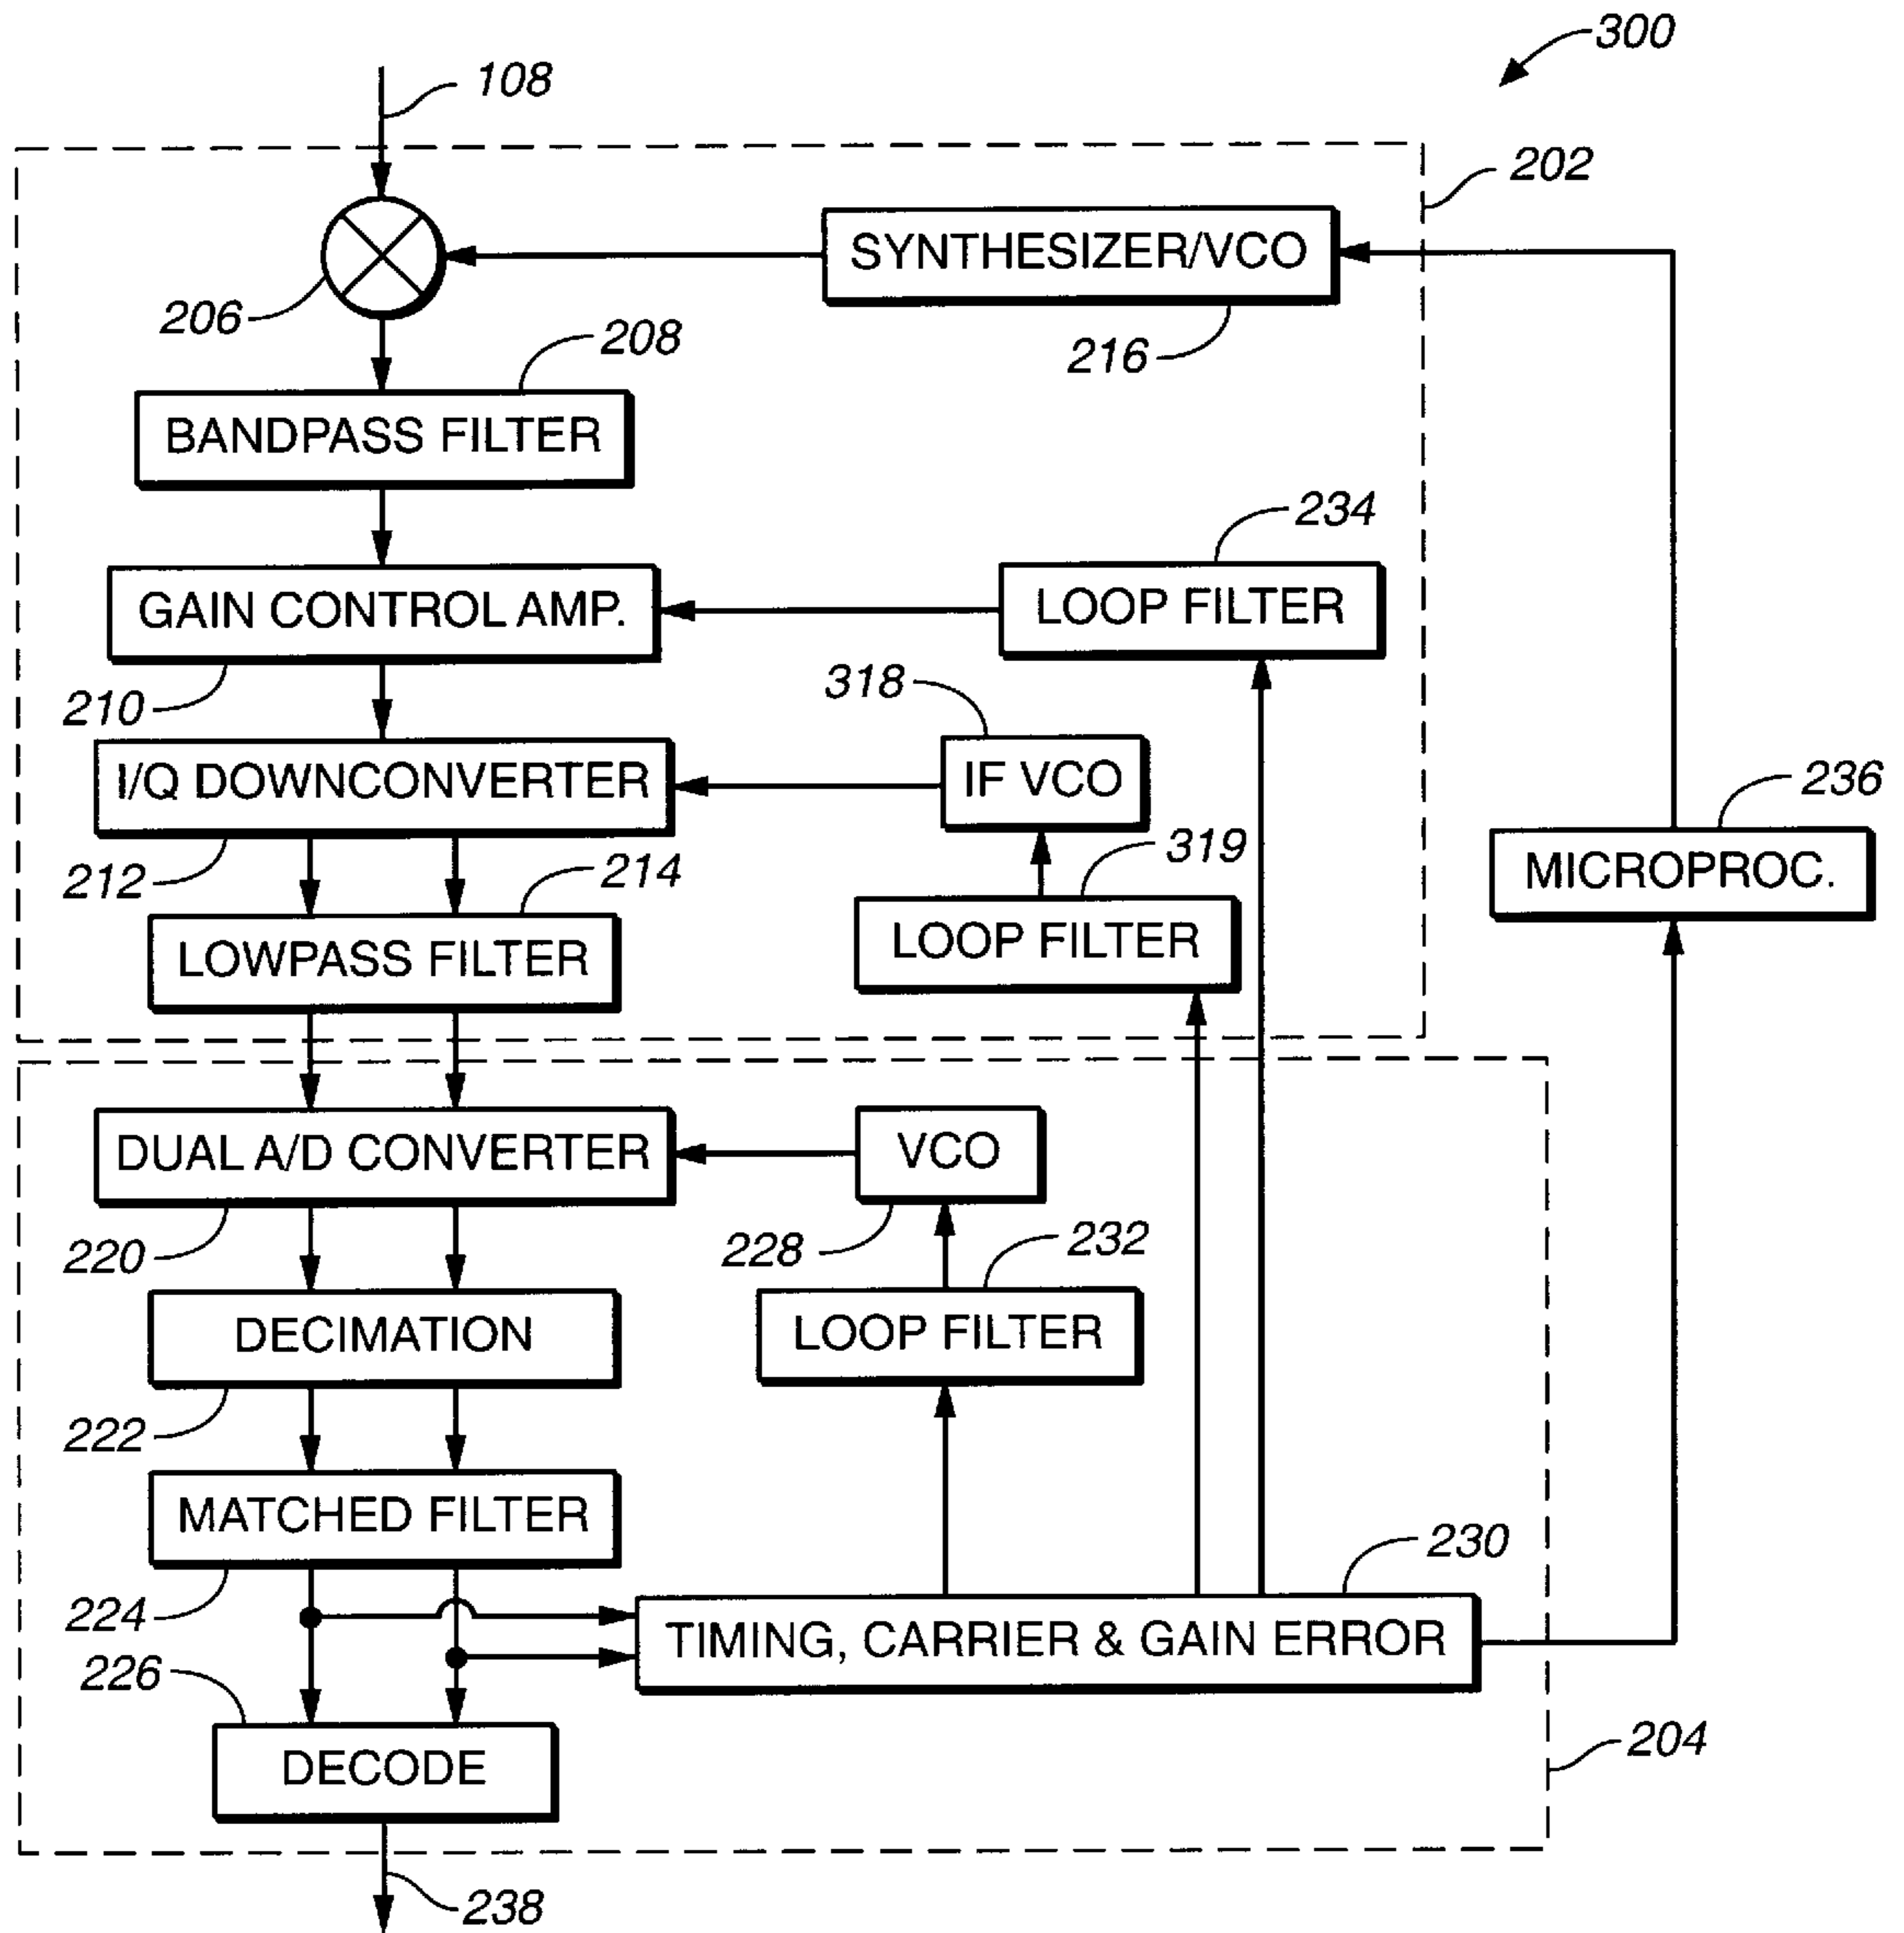 300
108
202
SYNTHESIZER/VCO
206
216
208
BANDPASS FILTER
234
GAIN CONTROL AMP.
LOOP FILTER
210
318
I/Q DOWNCONVERTER
IF VCO
236
319
212
214
MICROPROC.
LOWPASS FILTER
LOOP FILTER
DUAL A/D CONVERTER
VCO
220
228
232
DECIMATION
LOOP FILTER
222
MATCHED FILTER
230
224
TIMING, CARRIER & GAIN ERROR
226
204
DECODE
238